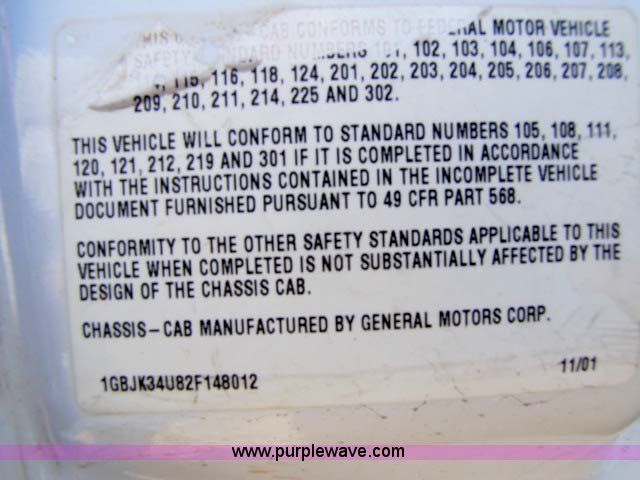 THIS CHASSIS-CAB CONFORMS TO FEDERAL MOTOR VEHICLE
SAFETY STANDARD NUMBERS 101, 102, 103, 104, 106, 107, 113,
115, 116, 118, 124, 201, 202, 203, 204, 205, 206, 207, 208,
209, 210, 211, 214, 225 AND 302.
THIS VEHICLE WILL CONFORM TO STANDARD NUMBERS 105, 108, 111,
120, 121, 212, 219 AND 301 IF IT IS COMPLETED IN ACCORDANCE
WITH THE INSTRUCTIONS CONTAINED IN THE INCOMPLETE VEHICLE
DOCUMENT FURNISHED PURSUANT TO 49 CFR PART 568.
CONFORMITY TO THE OTHER SAFETY STANDARDS APPLICABLE TO THIS
VEHICLE WHEN COMPLETED IS NOT SUBSTANTIALLY AFFECTED BY THE
DESIGN OF THE CHASSIS CAB.
CHASSIS-CAB MANUFACTURED BY GENERAL MOTORS CORP.
1GBJK34U82F148012 11/01
www.purplewave.com